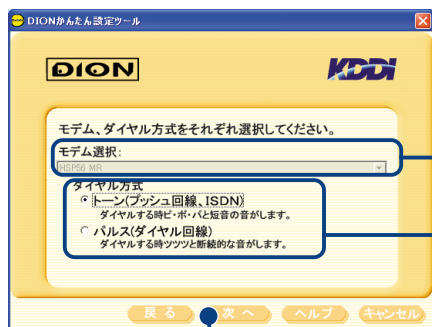 DIONかんたん設定ツール
DION
KDDI
モデム、ダイヤル方式をそれぞれ選択してください。
モデム選択:
HSP56 MR
ダイヤル方式
トーン(プッシュ回線、ISDN)
ダイヤルする時ピ・ポ・パと短音の音がします。
パルス(ダイヤル回線)
ダイヤルする時ツツツと断続的な音がします。
戻る 次へ ヘルプ キャンセル